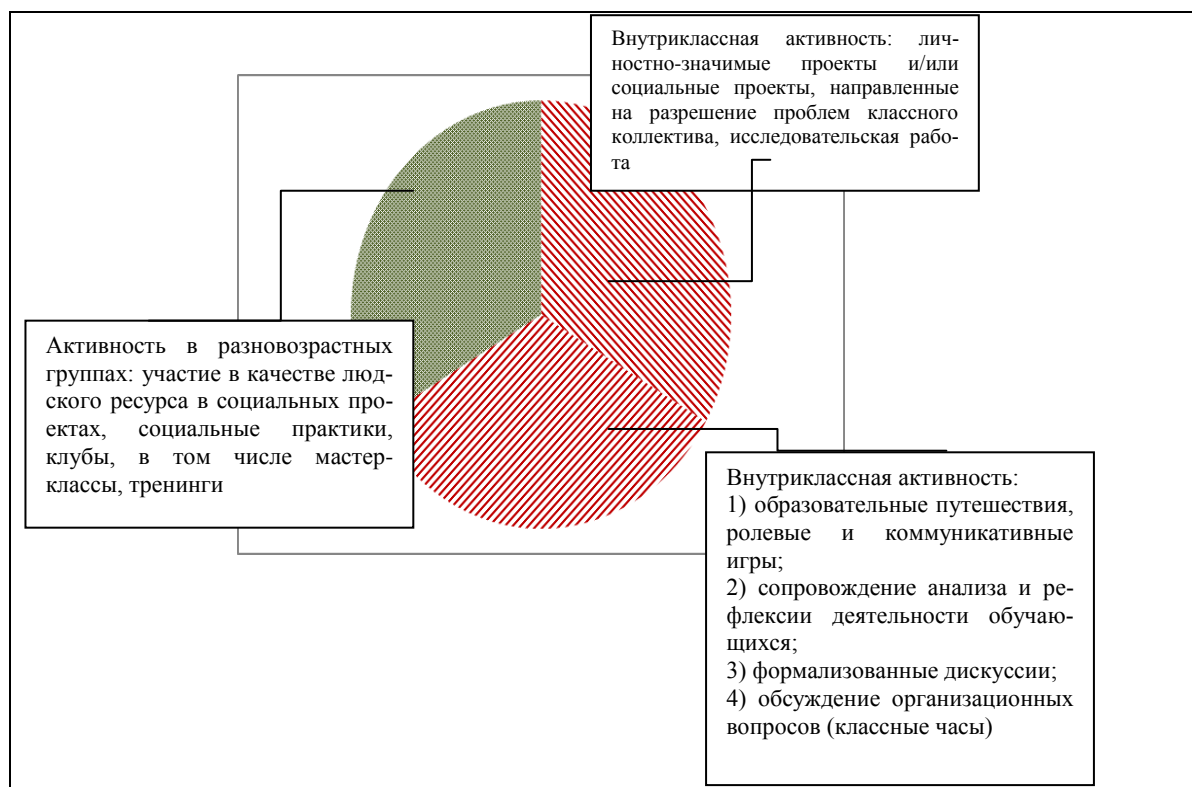 Внутриклассная активность: лич-
ностно-значимые проекты и/или
социальные проекты, направленные
на разрешение проблем классного
коллектива, исследовательская рабо-
та
Активность в разновозрастных
группах: участие в качестве люд-
ского ресурса в социальных про-
ектах, социальные практики,
клубы, в том числе мастер-
классы, тренинги
Внутриклассная активность:
1) образовательные путешествия,
ролевые и коммуникативные
игры;
2) сопровождение анализа и ре-
флексии деятельности обучаю-
щихся;
3) формализованные дискуссии;
4) обсуждение организационных
вопросов (классные часы)